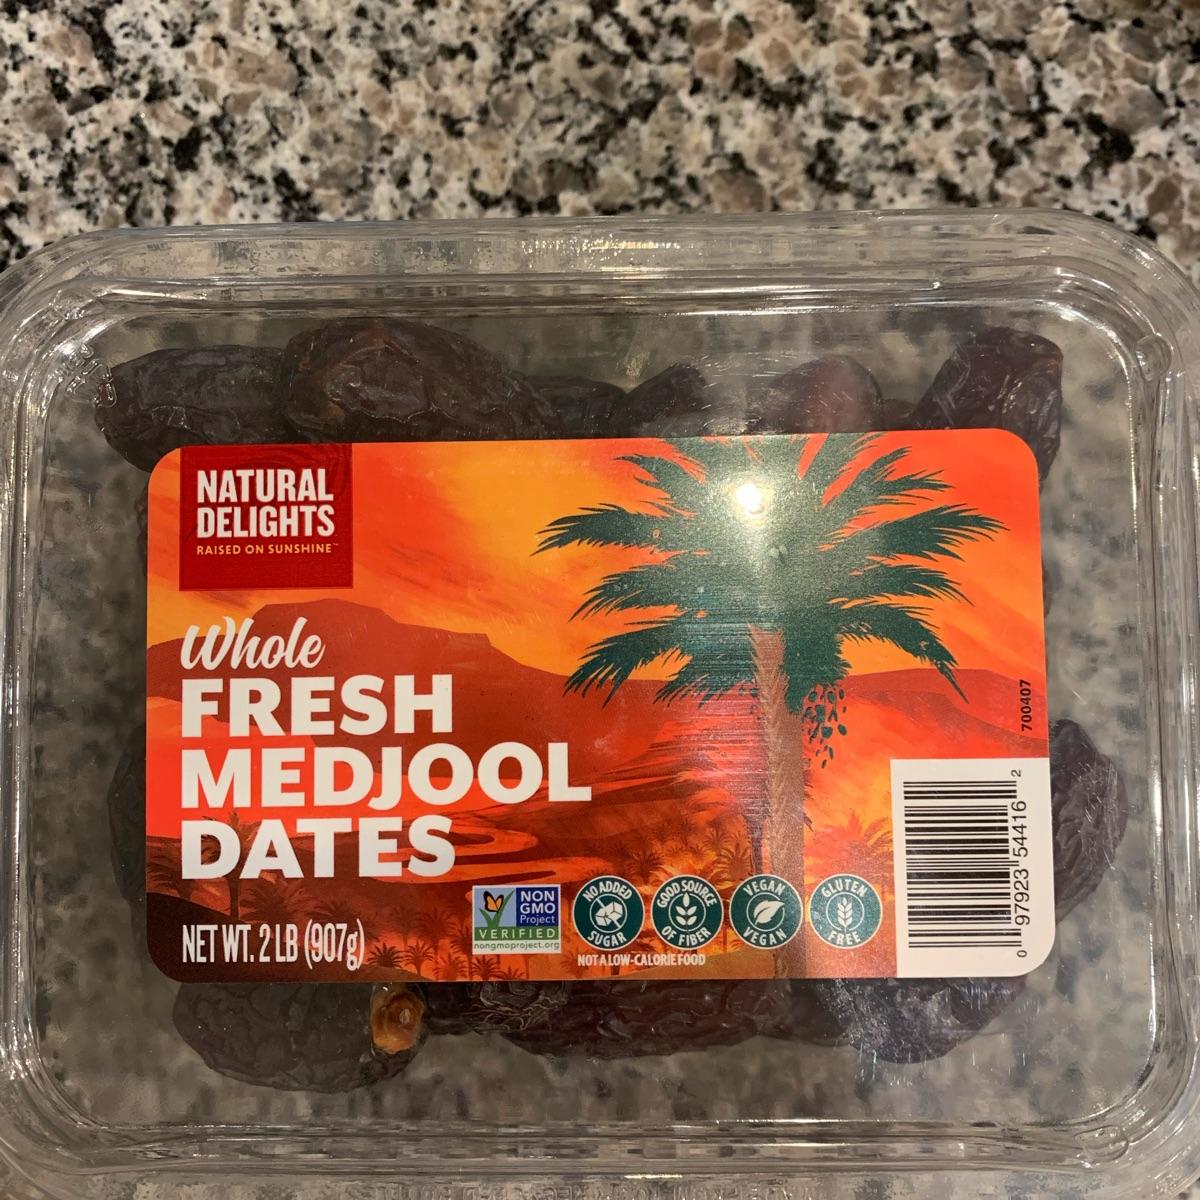 NATURAL
DELIGHTS
RAISED ON SUNSHINE™
Whole
FRESH
MEDJOOL
DATES
NET WT. 2 LB (907g)
NON
GMO
Project
VERIFIED
nongmoproject.org
NO ADDED
SUGAR
GOOD SOURCE
OF FIBER
VEGAN
VEGAN
GLUTEN
FREE
NOT A LOW-CALORIE FOOD
700407
0 97923 54416 2